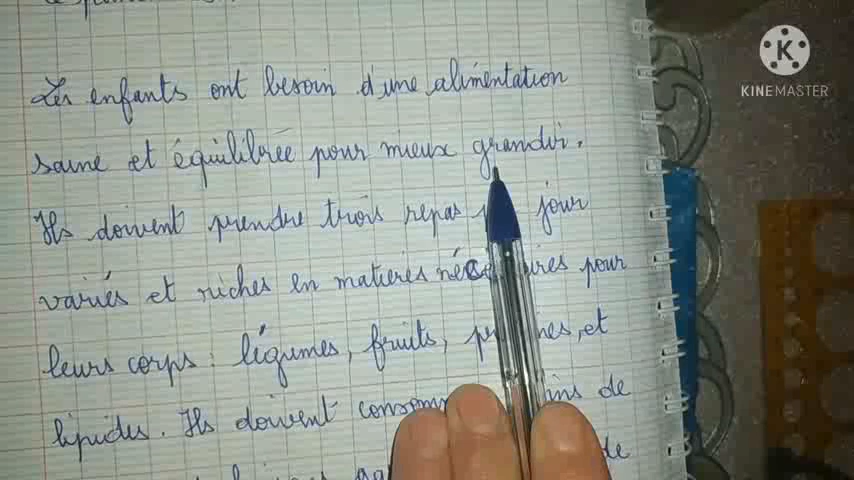 KINEMASTER
Les enfants ont besoin d'une alimentation
saine et équilibrée pour mieux grandir.
Ils doivent prendre trois repas jour
variés et riches en matières pour
leurs corps : légumes, fruits, et
lipides. Ils doivent de
de